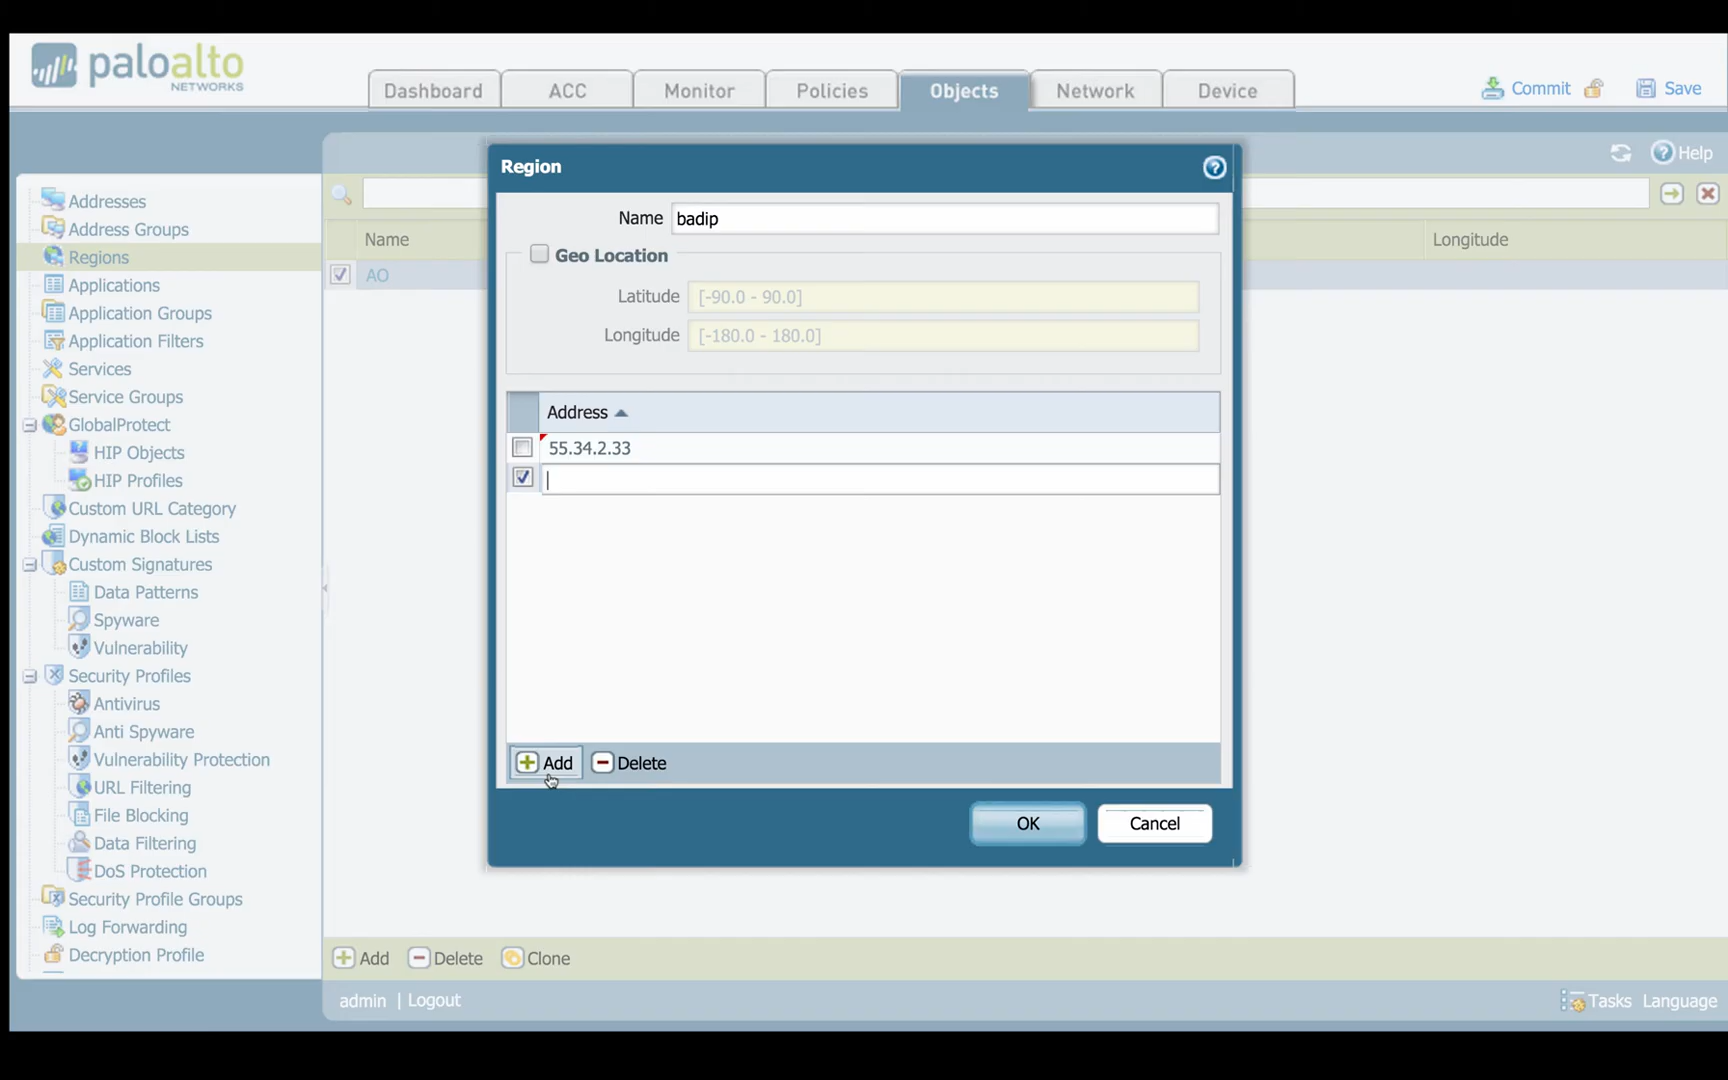 paloalto
NETWORKS
Dashboard
ACC
Monitor
Policies
Objects
Network
Device
Commit
Save
Help
Addresses
Address Groups
Regions
Applications
Application Groups
Application Filters
Services
Service Groups
GlobalProtect
HIP Objects
HIP Profiles
Custom URL Category
Dynamic Block Lists
Custom Signatures
Data Patterns
Spyware
Vulnerability
Security Profiles
Antivirus
Anti Spyware
Vulnerability Protection
URL Filtering
File Blocking
Data Filtering
DoS Protection
Security Profile Groups
Log Forwarding
Decryption Profile
Name
Longitude
AO
Region
Name badip
Geo Location
Latitude [-90.0 - 90.0]
Longitude [-180.0 - 180.0]
Address
55.34.2.33
Add Delete
OK Cancel
Add Delete Clone
admin | Logout
Tasks Language